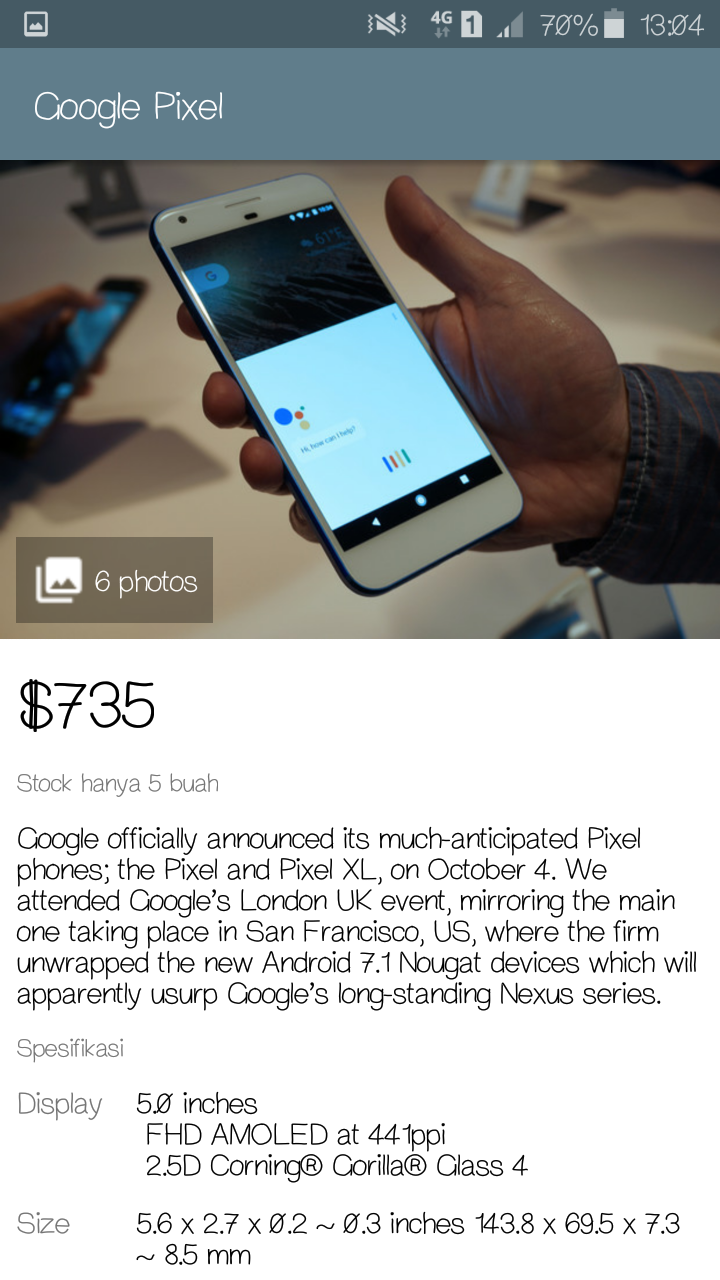 4G 1 70% 13:04
Google Pixel
61°F
G
Hi, how can I help?
6 photos
$735
Stock hanya 5 buah
Google officially announced its much-anticipated Pixel
phones; the Pixel and Pixel XL, on October 4. We
attended Google's London UK event, mirroring the main
one taking place in San Francisco, US, where the firm
unwrapped the new Android 7.1 Nougat devices which will
apparently usurp Google's long-standing Nexus series.
Spesifikasi
Display 5.0 inches
FHD AMOLED at 441ppi
2.5D Corning® Gorilla® Glass 4
Size 5.6 x 2.7 x 0.2 ~ 0.3 inches 143.8 x 69.5 x 7.3
~ 8.5 mm